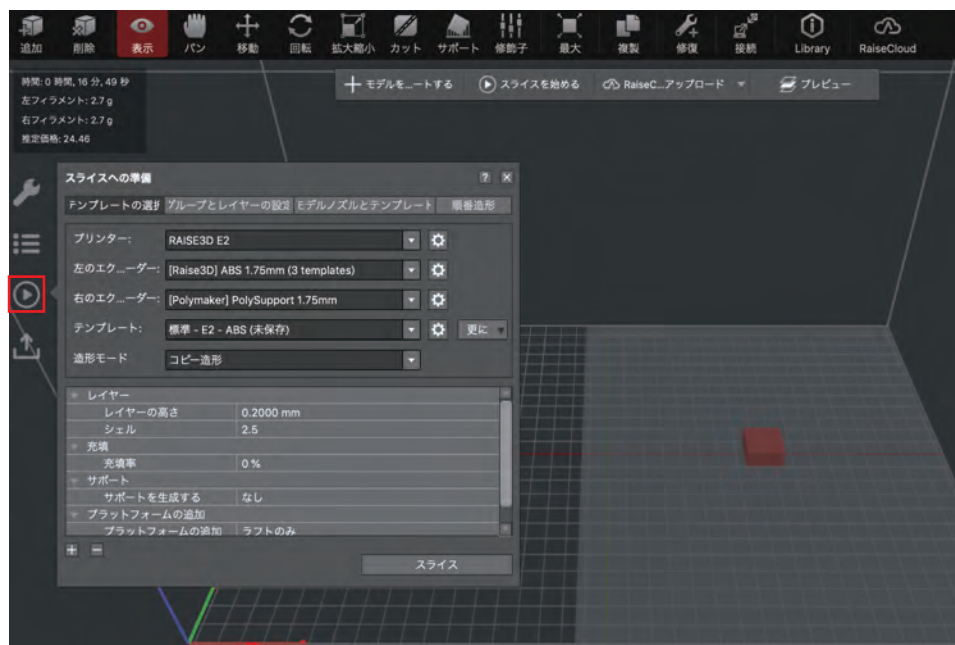 追加 削除 表示 パン 移動 回転 拡大縮小 カット サポート 修飾子 最大 複製 修復 接続 Library RaiseCloud
時間: 0 時間, 16 分, 49 秒
左フィラメント: 2.7 g
右フィラメント: 2.7 g
推定価格: 24.46
モデルを...ートする スライスを始める RaiseC...アップロード プレビュー
スライスへの準備 ? ×
テンプレートの選択 グループとレイヤーの設定 モデルノズルとテンプレート 順番造形
プリンター: RAISE3D E2
左のエク...ーダー: [Raise3D] ABS 1.75mm (3 templates)
右のエク...ーダー: [Polymaker] PolySupport 1.75mm
テンプレート: 標準 - E2 - ABS (未保存) 更に
造形モード コピー造形
レイヤー
レイヤーの高さ 0.2000 mm
シェル 2.5
充填
充填率 0 %
サポート
サポートを生成する なし
プラットフォームの追加
プラットフォームの追加 ラフトのみ
スライス